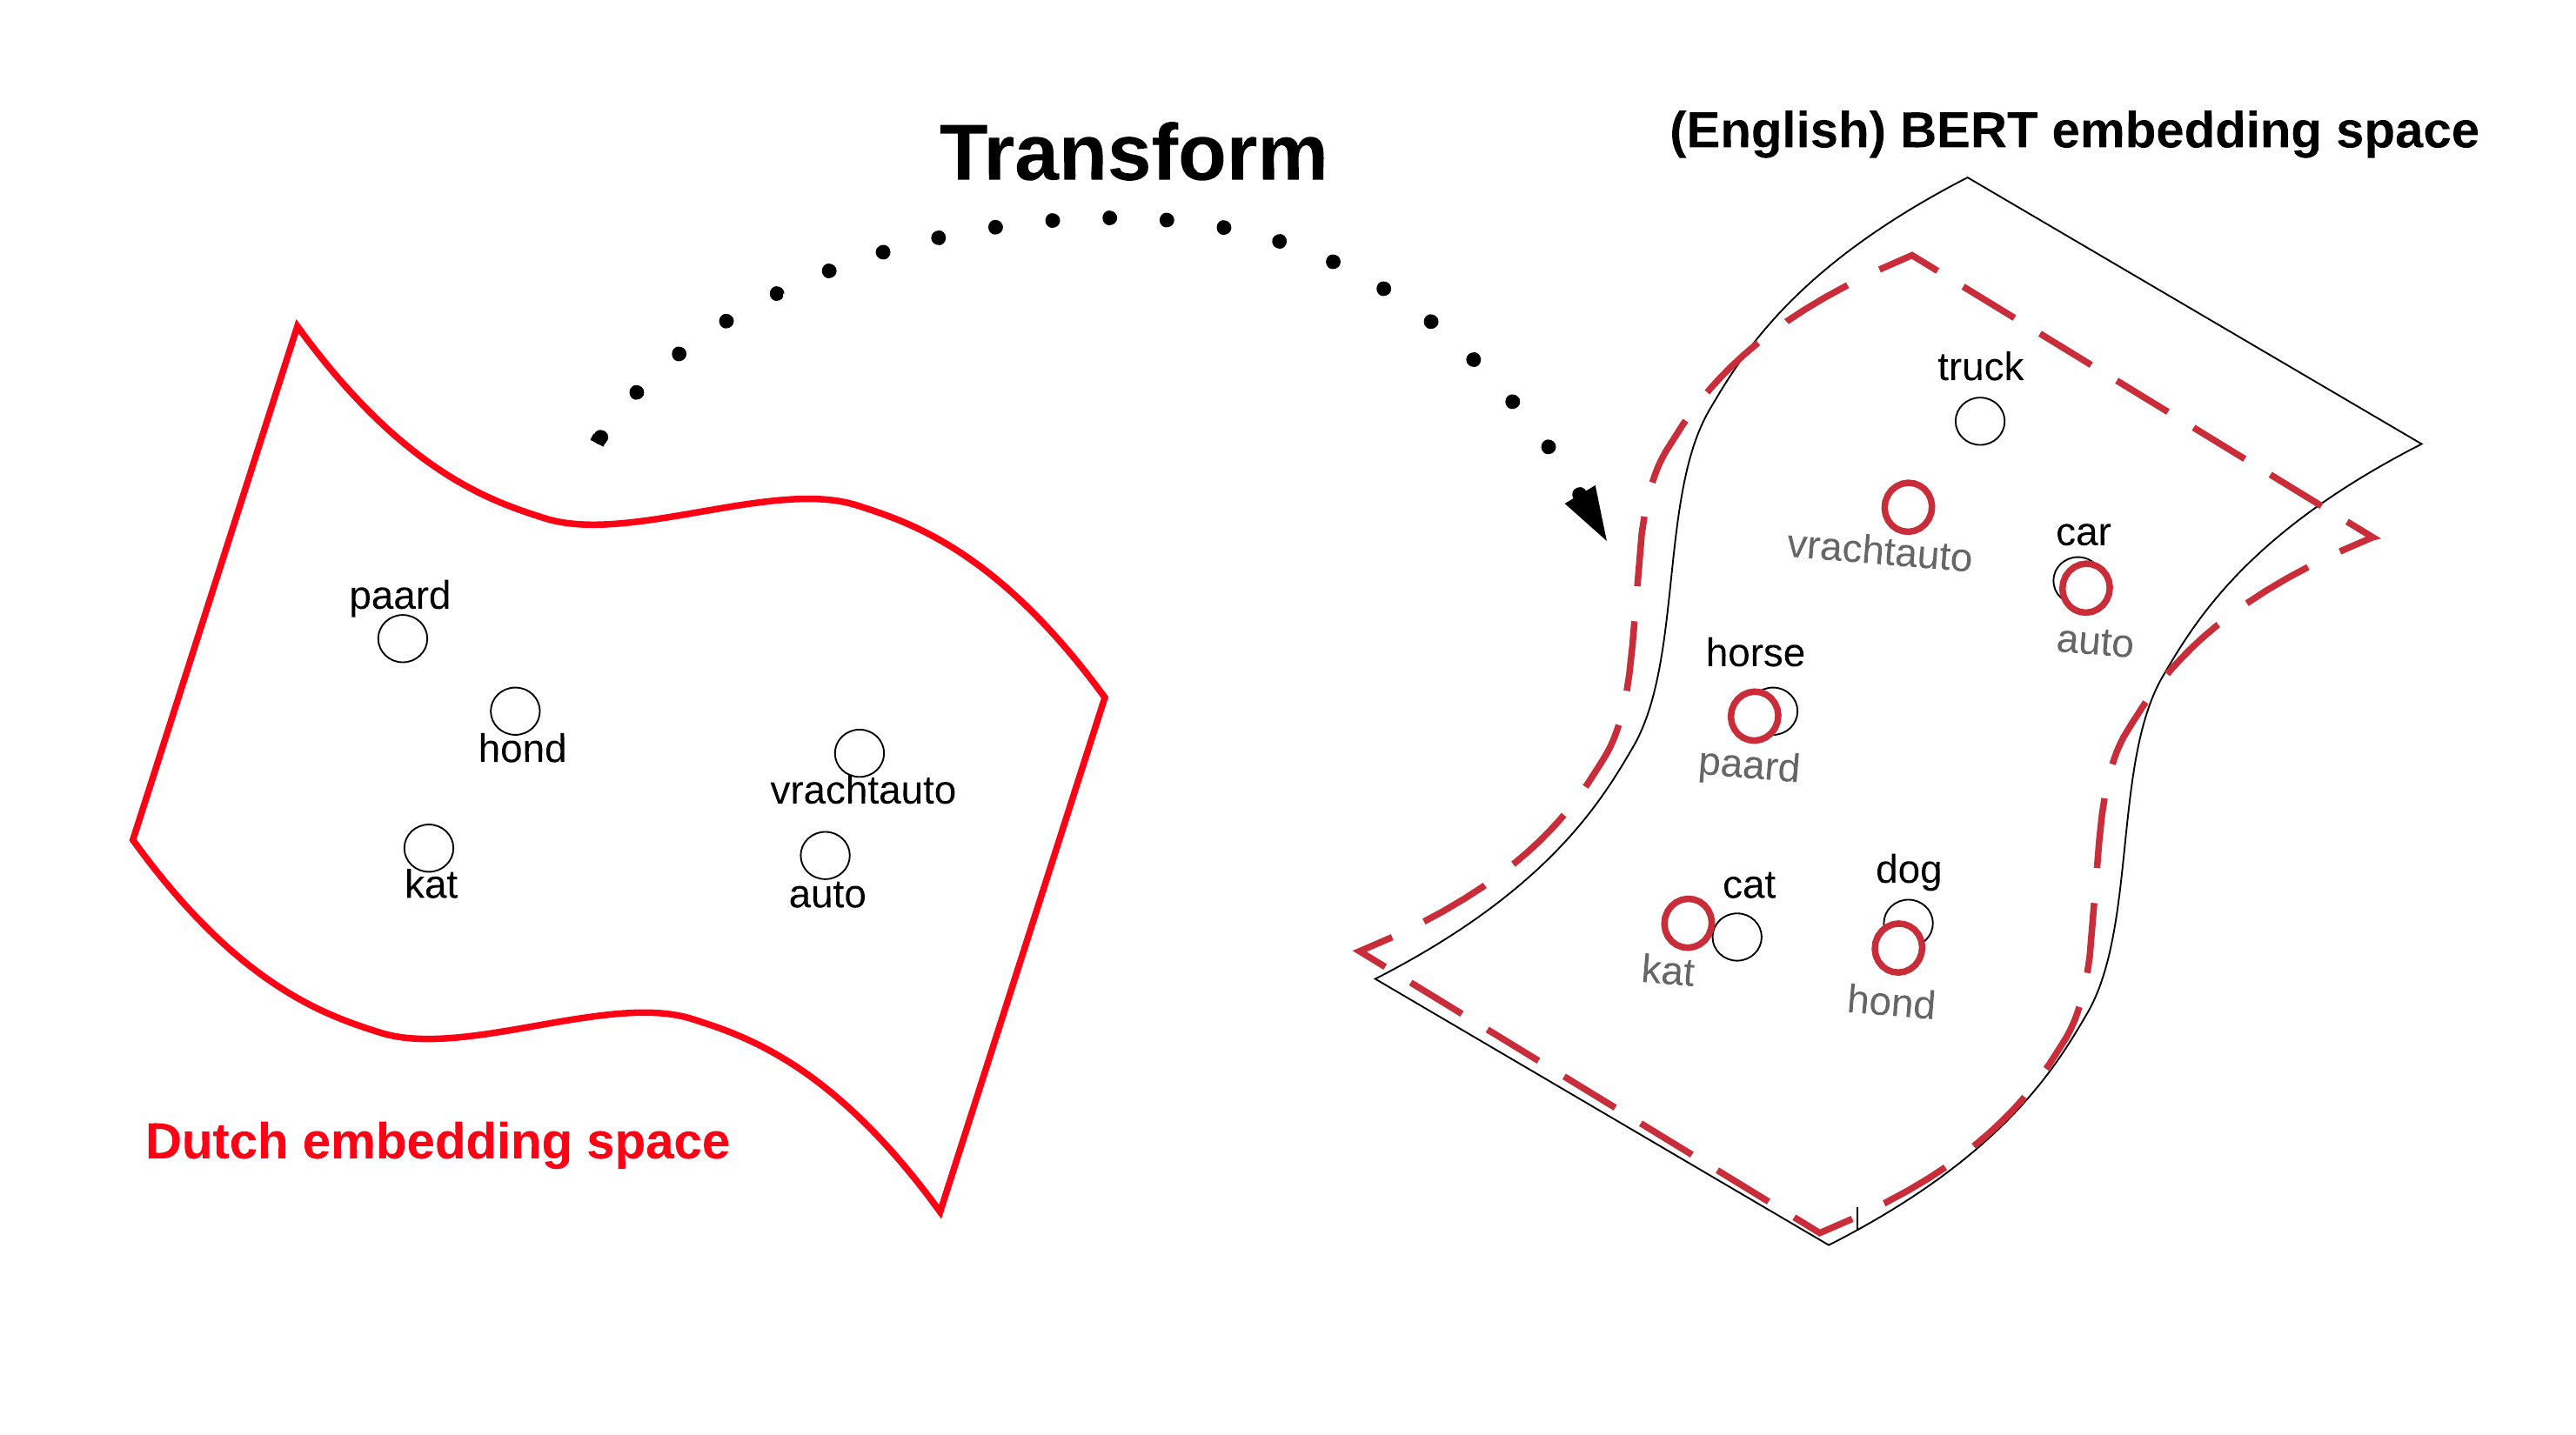 Transform
(English) BERT embedding space
paard
hond
vrachtauto
kat
auto
Dutch embedding space
truck
vrachtauto
car
auto
horse
paard
cat
dog
kat
hond